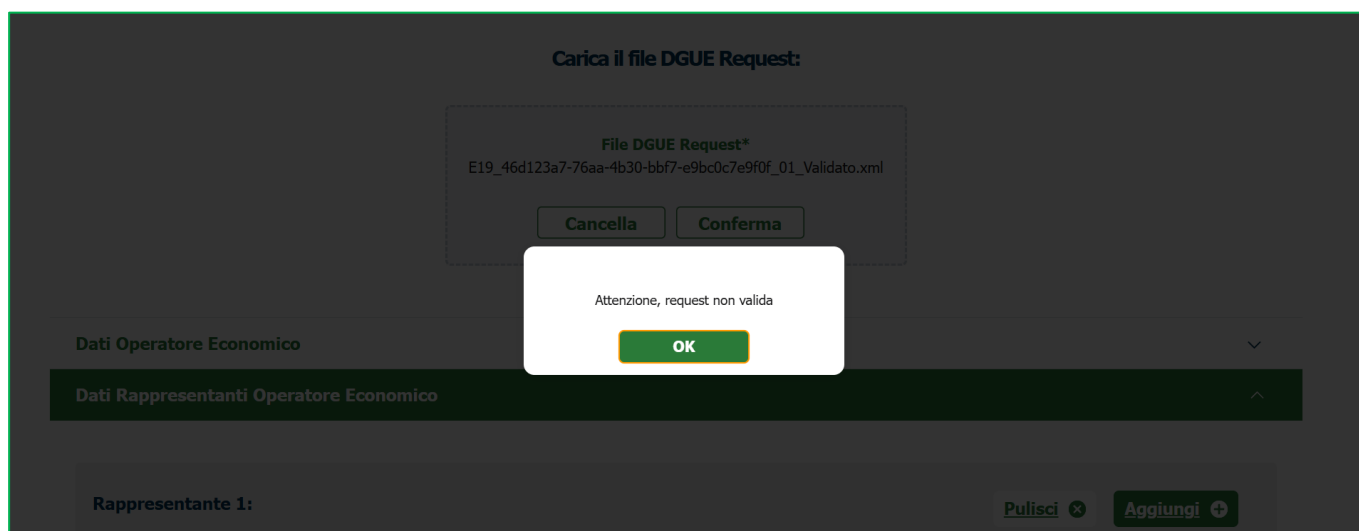 Carica il file DGUE Request:
File DGUE Request*
E19_46d123a7-76aa-4b30-bbf7-e9bc0c7e9f0f_01_Validato.xml
Cancella Conferma
Attenzione, request non valida
OK
Dati Operatore Economico
Dati Rappresentanti Operatore Economico
Rappresentante 1:
Pulisci Aggiungi